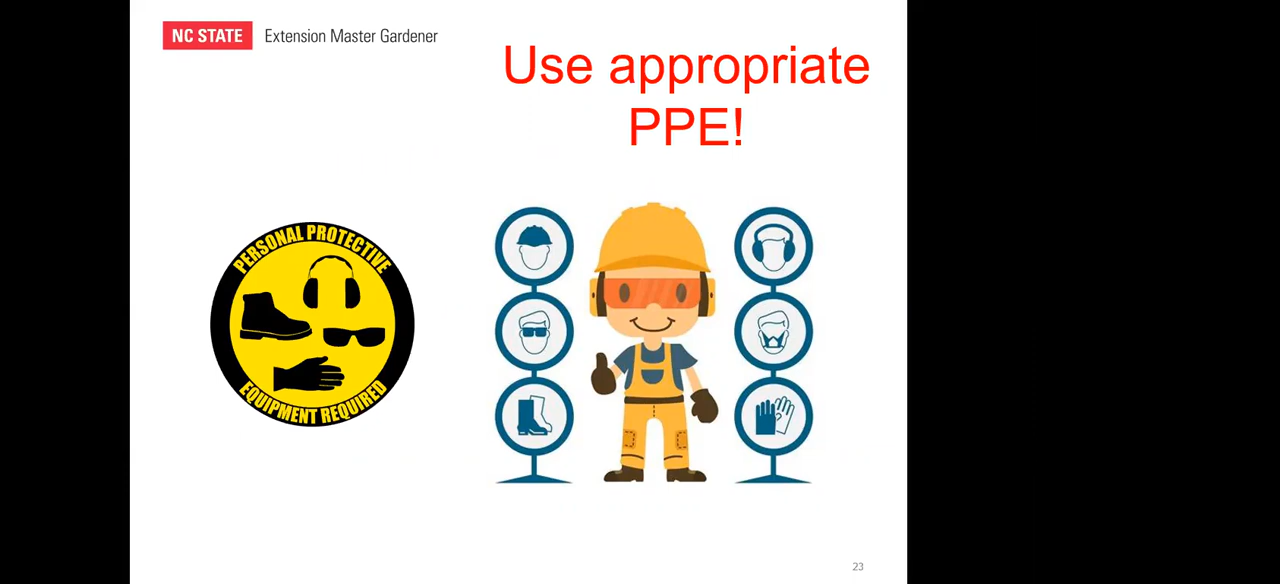 NC STATE Extension Master Gardener
Use appropriate
PPE!
PERSONAL PROTECTIVE
EQUIPMENT REQUIRED
23